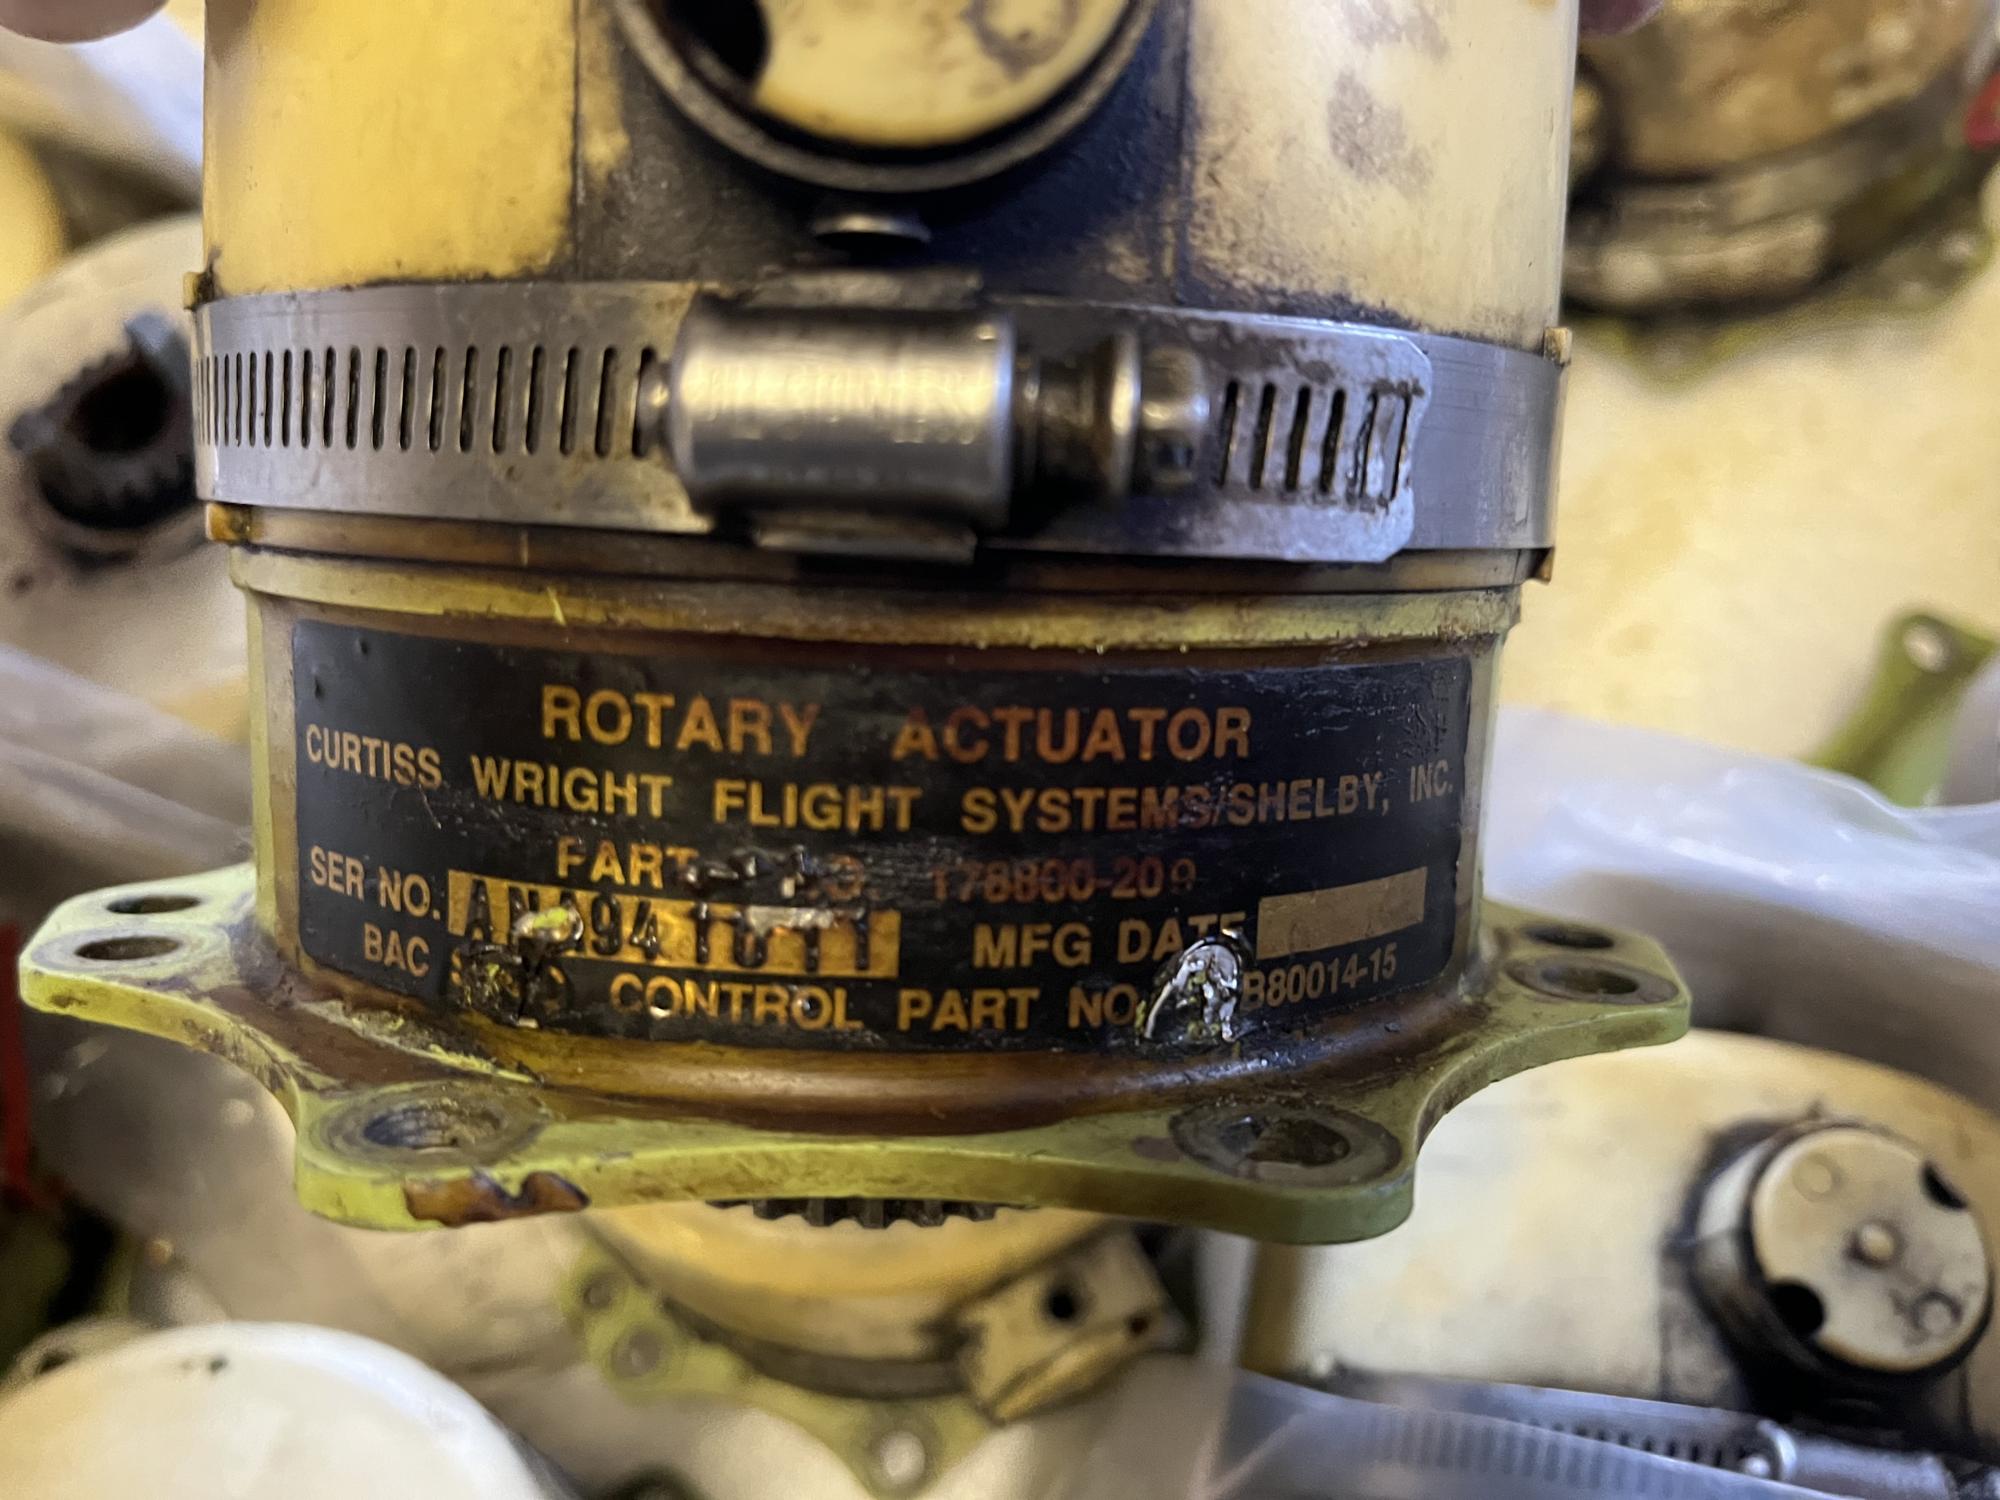 ROTARY ACTUATOR
CURTISS WRIGHT FLIGHT SYSTEMS/SHELBY, INC.
PART 178800-209
SER NO. MFG DATE
BAC CONTROL PART NO. B80014-15